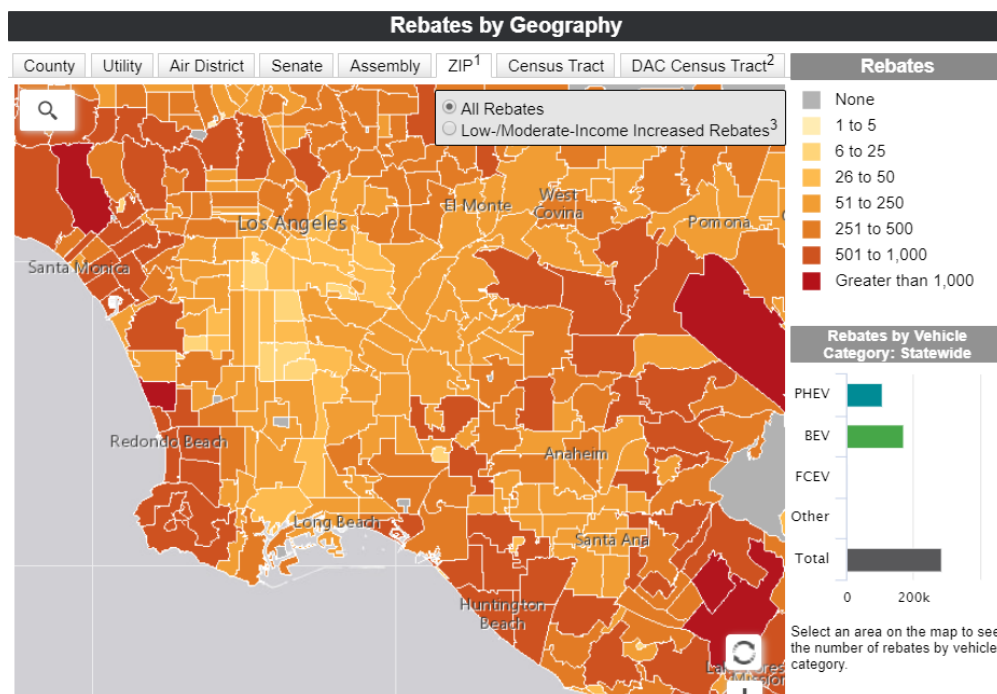 Rebates by Geography
County Utility Air District Senate Assembly ZIP1 Census Tract DAC Census Tract2
All Rebates
Low-/Moderate-Income Increased Rebates3
El Monte
West
Covina
Los Angeles
Pomona
Santa Monica
Redondo Beach
Anaheim
Long Beach
Santa Ana
Huntington
Beach
Rebates
None
1 to 5
6 to 25
26 to 50
51 to 250
251 to 500
501 to 1,000
Greater than 1,000
Rebates by Vehicle
Category: Statewide
PHEV
BEV
FCEV
Other
Total
0 200k
Select an area on the map to see
the number of rebates by vehicle
category.